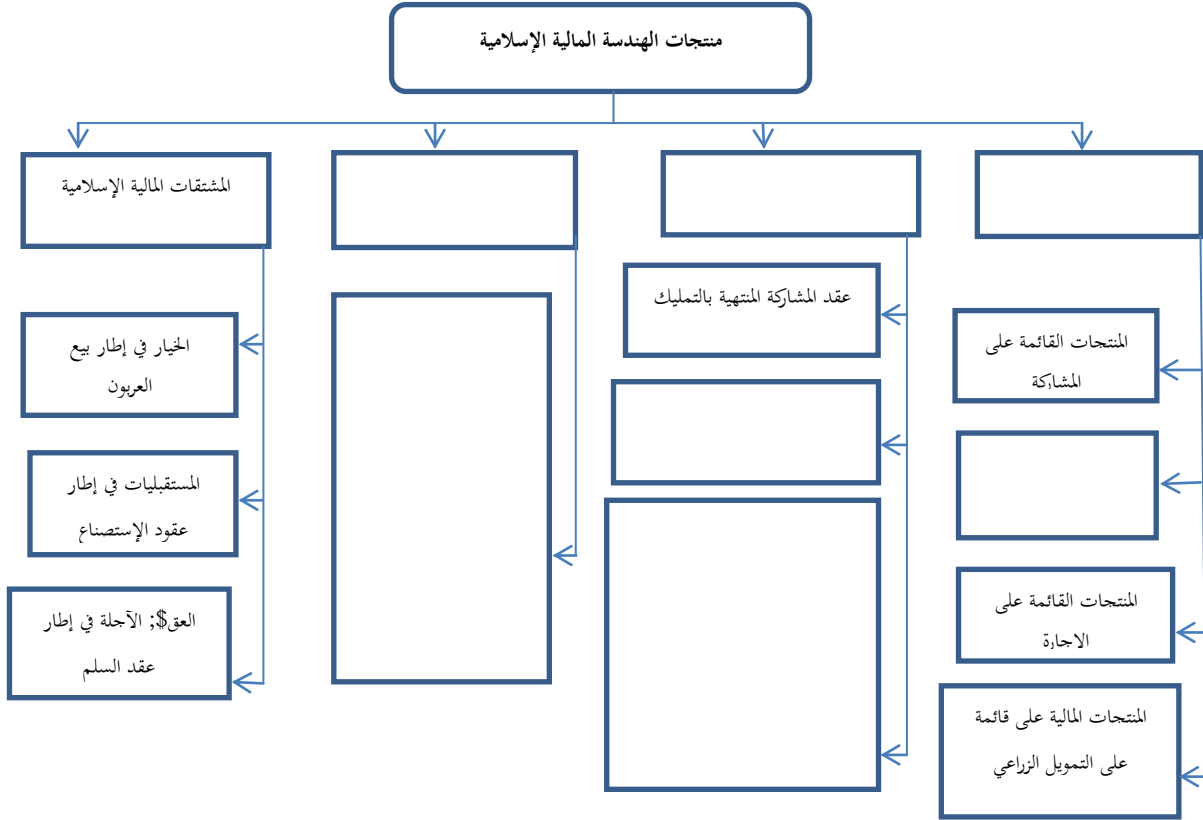 منتجات الهندسة المالية الإسلامية
المشتقات المالية الإسلامية
عقد المشاركة المنتهية بالتمليك
المنتجات القائمة على
المشاركة
الخيار في إطار بيع
العربون
المستقبليات في إطار
عقود الإستصناع
المنتجات القائمة على
الاجارة
العق$; الآجلة في إطار
عقد السلم
المنتجات المالية على قائمة
على التمويل الزراعي